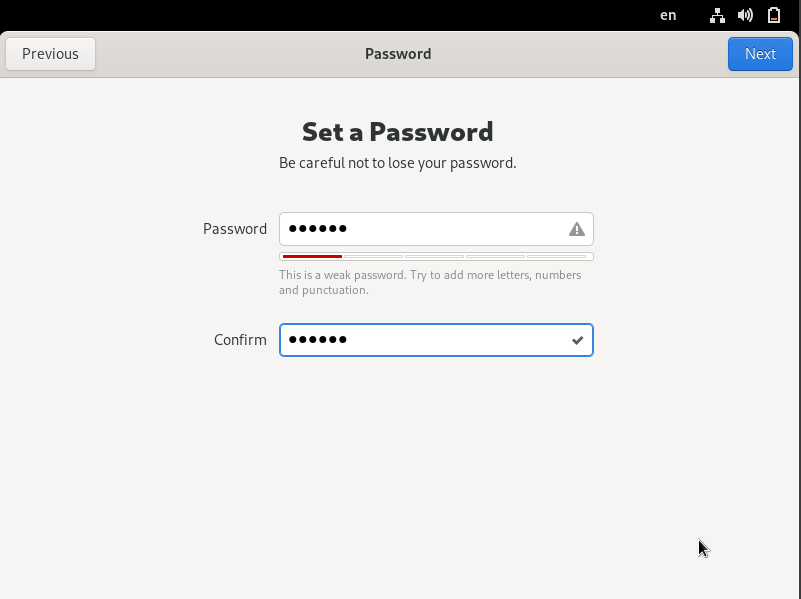 en
Previous
Password
Next
Set a Password
Be careful not to lose your password.
Password
●●●●●●
This is a weak password. Try to add more letters, numbers
and punctuation.
Confirm
●●●●●●